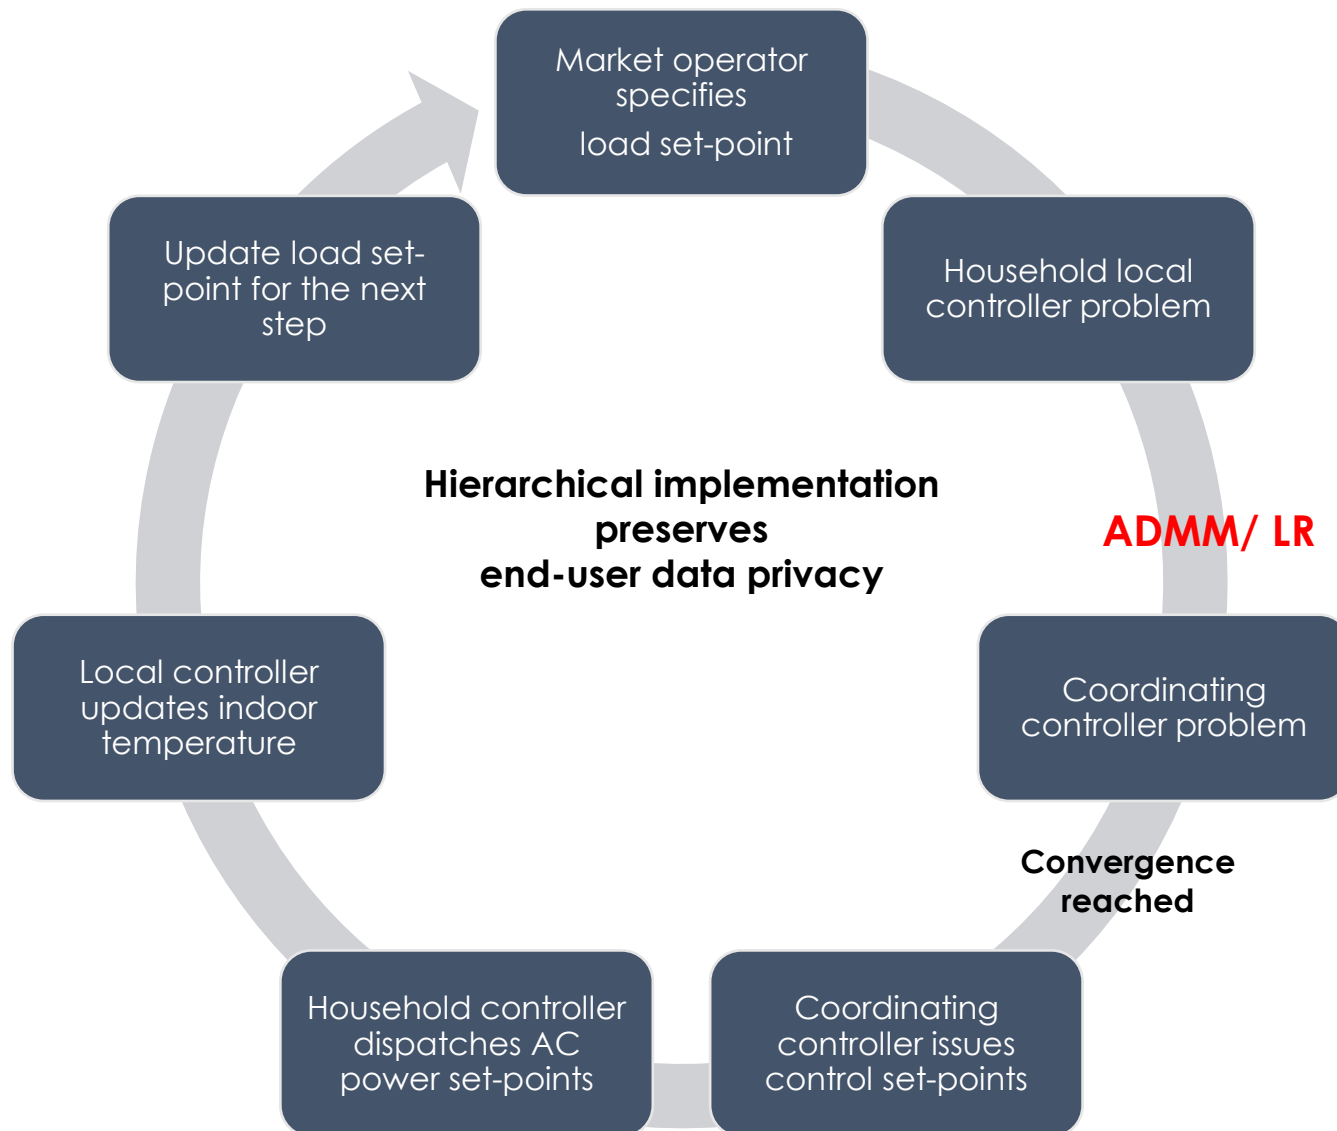 Market operator
specifies
load set-point
Household local
controller problem
ADMM/ LR
Coordinating
controller problem
Convergence
reached
Coordinating
controller issues
control set-points
Household controller
dispatches AC
power set-points
Local controller
updates indoor
temperature
Update load set-
point for the next
step
Hierarchical implementation
preserves
end-user data privacy